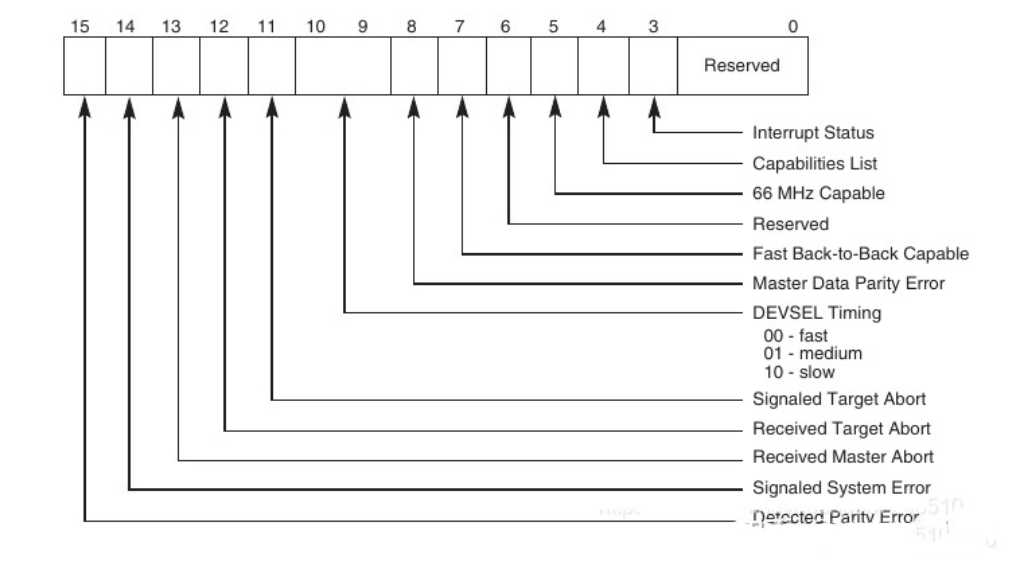 15 14 13 12 11 10 9 8 7 6 5 4 3 0
Reserved
Interrupt Status
Capabilities List
66 MHz Capable
Reserved
Fast Back-to-Back Capable
Master Data Parity Error
DEVSEL Timing
00 - fast
01 - medium
10 - slow
Signaled Target Abort
Received Target Abort
Received Master Abort
Signaled System Error
Detected Parity Error